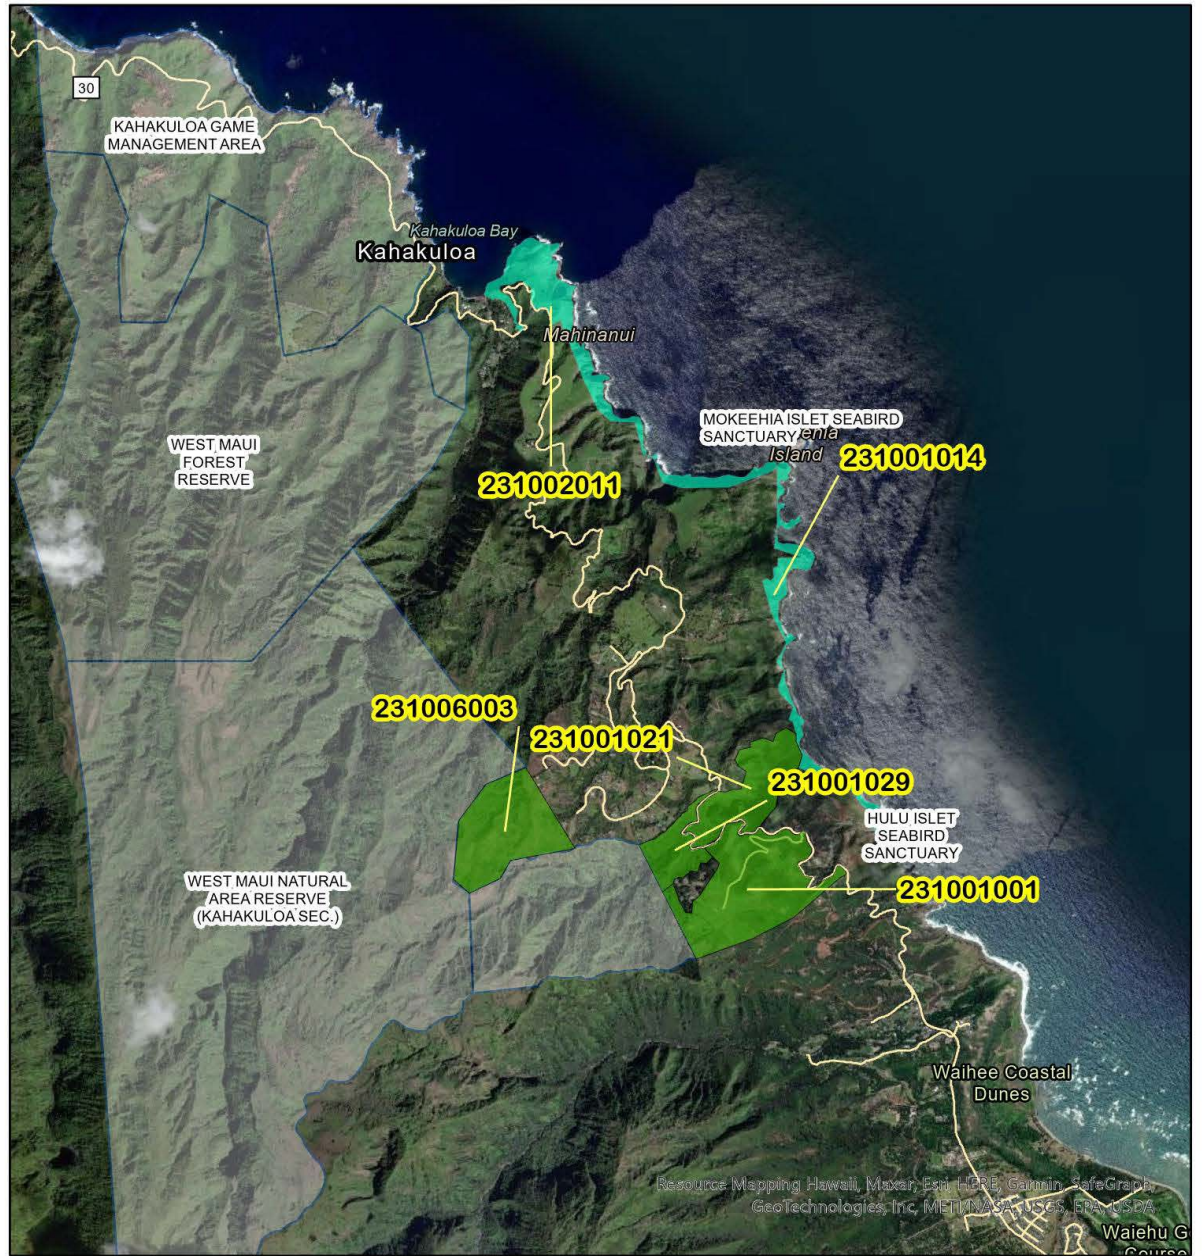 30
KAHAKULOA GAME
MANAGEMENT AREA
Kahakuloa Bay
Kahakuloa
Mahinanui
MOKEEHIA ISLET SEABIRD
SANCTUARY
Island
WEST MAUI
FOREST
RESERVE
231001014
231002011
231006003
231001021
231001029
HULU ISLET
SEABIRD
SANCTUARY
WEST MAUI NATURAL
AREA RESERVE
(KAHAKULOA SEC.)
231001001
Waihee Coastal
Dunes
Resource Mapping Hawaii, Maxar, Esri, HERE, Garmin, SafeGraph,
GeoTechnologies, Inc, METI/NASA, USGS, EPA, USDA
Waiehu G
Course